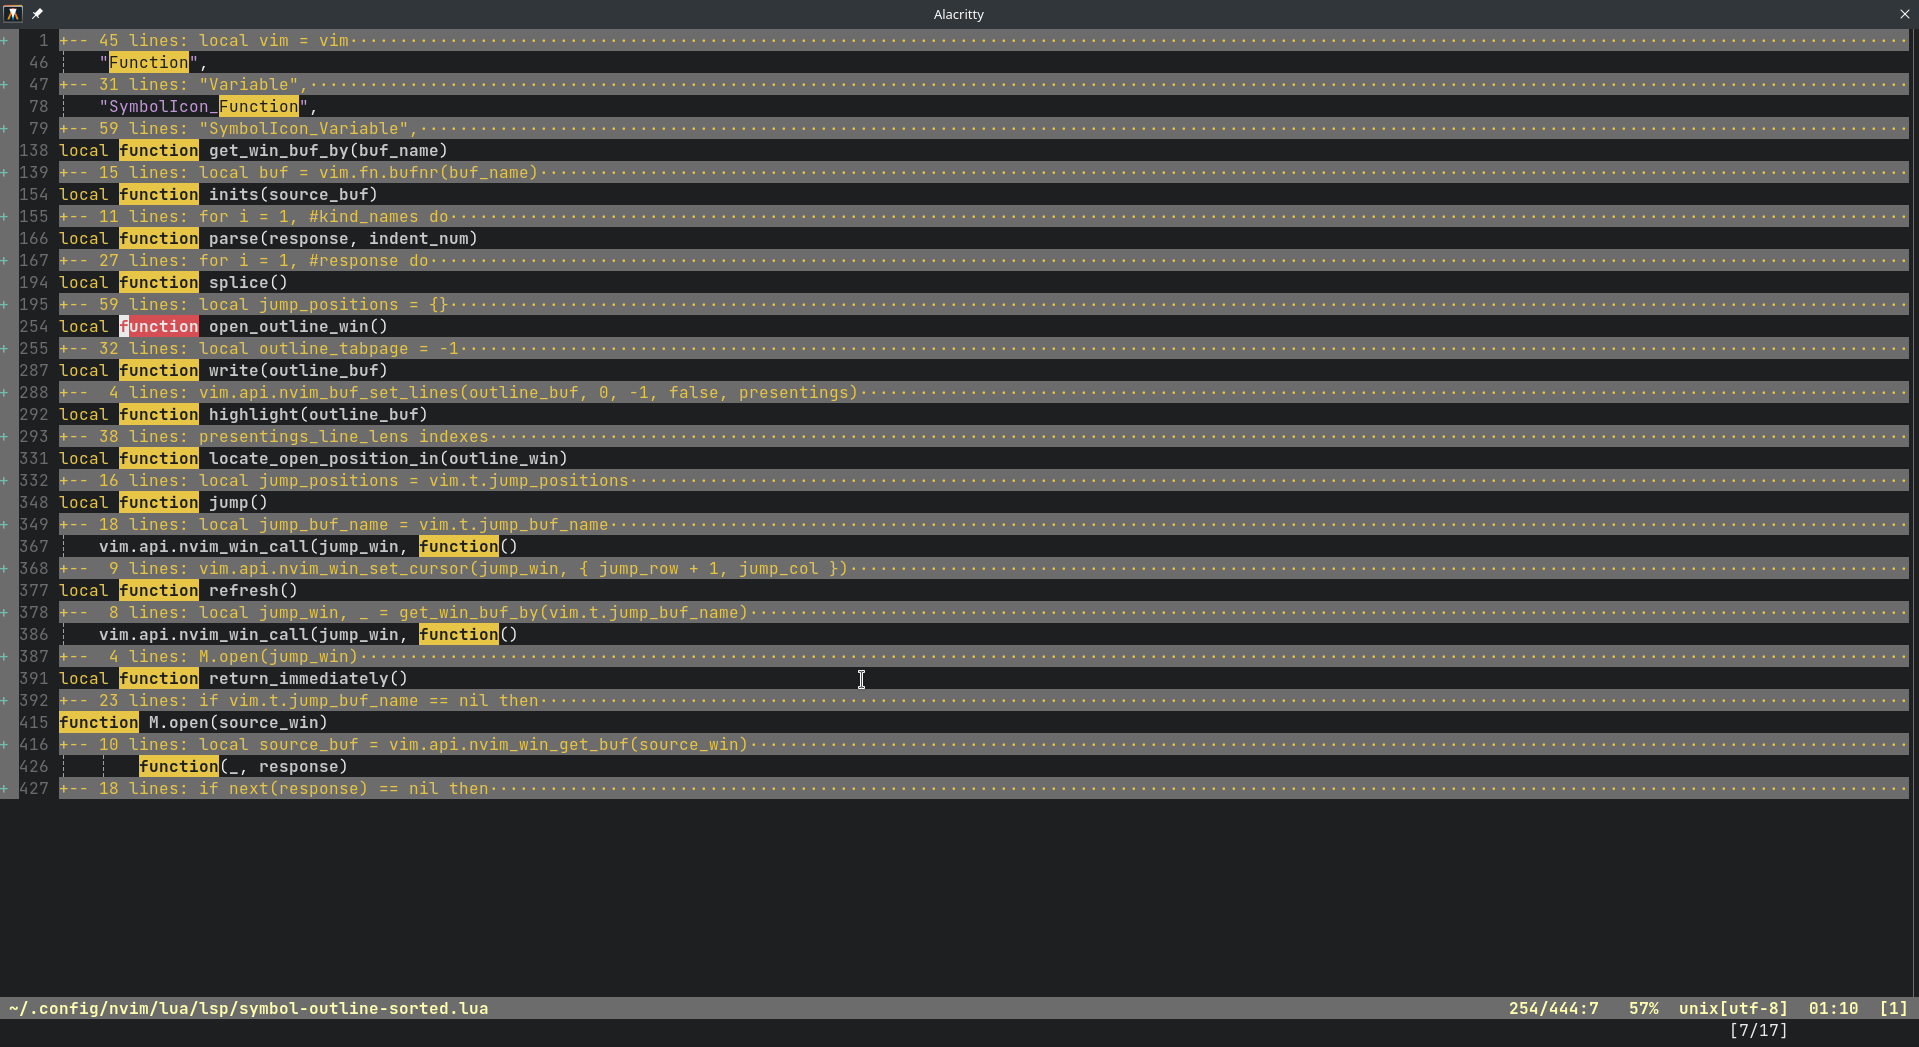 Alacritty
+ 1 +-- 45 lines: local vim = vim
46 "Function",
+ 47 +-- 31 lines: "Variable",
78 "SymbolIcon_Function",
+ 79 +-- 59 lines: "SymbolIcon_Variable",
138 local function get_win_buf_by(buf_name)
+ 139 +-- 15 lines: local buf = vim.fn.bufnr(buf_name)
154 local function inits(source_buf)
+ 155 +-- 11 lines: for i = 1, #kind_names do
166 local function parse(response, indent_num)
+ 167 +-- 27 lines: for i = 1, #response do
194 local function splice()
+ 195 +-- 59 lines: local jump_positions = {}
254 local function open_outline_win()
+ 255 +-- 32 lines: local outline_tabpage = -1
287 local function write(outline_buf)
+ 288 +--  4 lines: vim.api.nvim_buf_set_lines(outline_buf, 0, -1, false, presentings)
292 local function highlight(outline_buf)
+ 293 +-- 38 lines: presentings_line_lens indexes
331 local function locate_open_position_in(outline_win)
+ 332 +-- 16 lines: local jump_positions = vim.t.jump_positions
348 local function jump()
+ 349 +-- 18 lines: local jump_buf_name = vim.t.jump_buf_name
367 vim.api.nvim_win_call(jump_win, function()
+ 368 +--  9 lines: vim.api.nvim_win_set_cursor(jump_win, { jump_row + 1, jump_col })
377 local function refresh()
+ 378 +--  8 lines: local jump_win, _ = get_win_buf_by(vim.t.jump_buf_name)
386 vim.api.nvim_win_call(jump_win, function()
+ 387 +--  4 lines: M.open(jump_win)
391 local function return_immediately()
+ 392 +-- 23 lines: if vim.t.jump_buf_name == nil then
415 function M.open(source_win)
+ 416 +-- 10 lines: local source_buf = vim.api.nvim_win_get_buf(source_win)
426 function(_, response)
+ 427 +-- 18 lines: if next(response) == nil then
~/.config/nvim/lua/lsp/symbol-outline-sorted.lua 254/444:7 57% unix[utf-8] 01:10 [1]
[7/17]